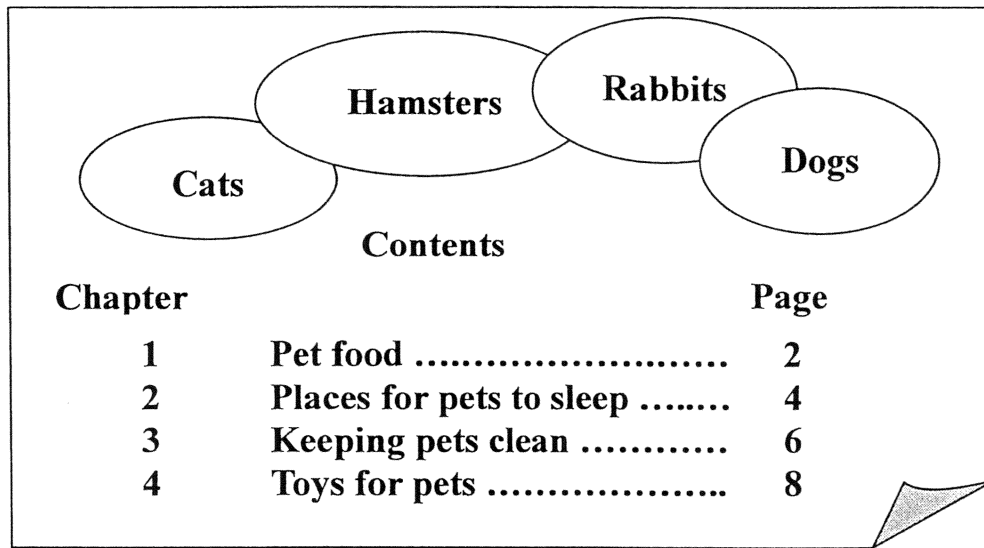 Hamsters
Rabbits
Cats
Dogs
Contents
Chapter Page
1 Pet food ………………………… 2
2 Places for pets to sleep ……… 4
3 Keeping pets clean ………… 6
4 Toys for pets ………………….. 8